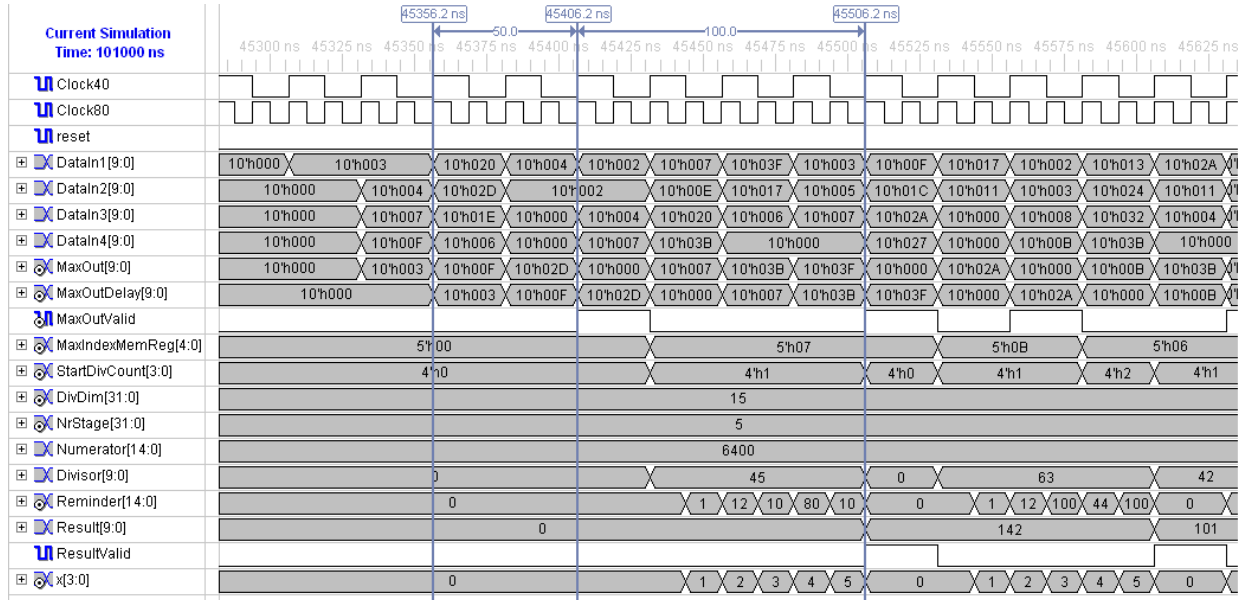 45356.2 ns 45406.2 ns 45506.2 ns
Current Simulation
Time: 101000 ns
50.0 100.0
45300 ns 45325 ns 45350 ns 45375 ns 45400 ns 45425 ns 45450 ns 45475 ns 45500 ns 45525 ns 45550 ns 45575 ns 45600 ns 45625 ns
Clock40
Clock80
reset
DataIn1[9:0] 10'h000 10'h003 10'h020 10'h004 10'h002 10'h007 10'h03F 10'h003 10'h00F 10'h017 10'h002 10'h013 10'h02A
DataIn2[9:0] 10'h000 10'h004 10'h02D 10'h002 10'h00E 10'h017 10'h005 10'h01C 10'h011 10'h003 10'h024 10'h011
DataIn3[9:0] 10'h000 10'h007 10'h01E 10'h000 10'h004 10'h020 10'h006 10'h007 10'h02A 10'h000 10'h008 10'h032 10'h004
DataIn4[9:0] 10'h000 10'h00F 10'h006 10'h000 10'h007 10'h03B 10'h000 10'h027 10'h000 10'h00B 10'h03B 10'h000
MaxOut[9:0] 10'h000 10'h003 10'h00F 10'h02D 10'h000 10'h007 10'h03B 10'h03F 10'h000 10'h02A 10'h000 10'h00B 10'h03B
MaxOutDelay[9:0] 10'h000 10'h003 10'h00F 10'h02D 10'h000 10'h007 10'h03B 10'h03F 10'h000 10'h02A 10'h000 10'h00B
MaxOutValid
MaxIndexMemReg[4:0] 5'h00 5'h07 5'h0B 5'h06
StartDivCount[3:0] 4'h0 4'h1 4'h0 4'h1 4'h2 4'h1
DivDim[31:0] 15
NrStage[31:0] 5
Numerator[14:0] 6400
Divisor[9:0] 0 45 0 63 42
Reminder[14:0] 0 1 12 10 80 10 0 1 12 100 44 100 0
Result[9:0] 0 142 101
ResultValid
x[3:0] 0 1 2 3 4 5 0 1 2 3 4 5 0